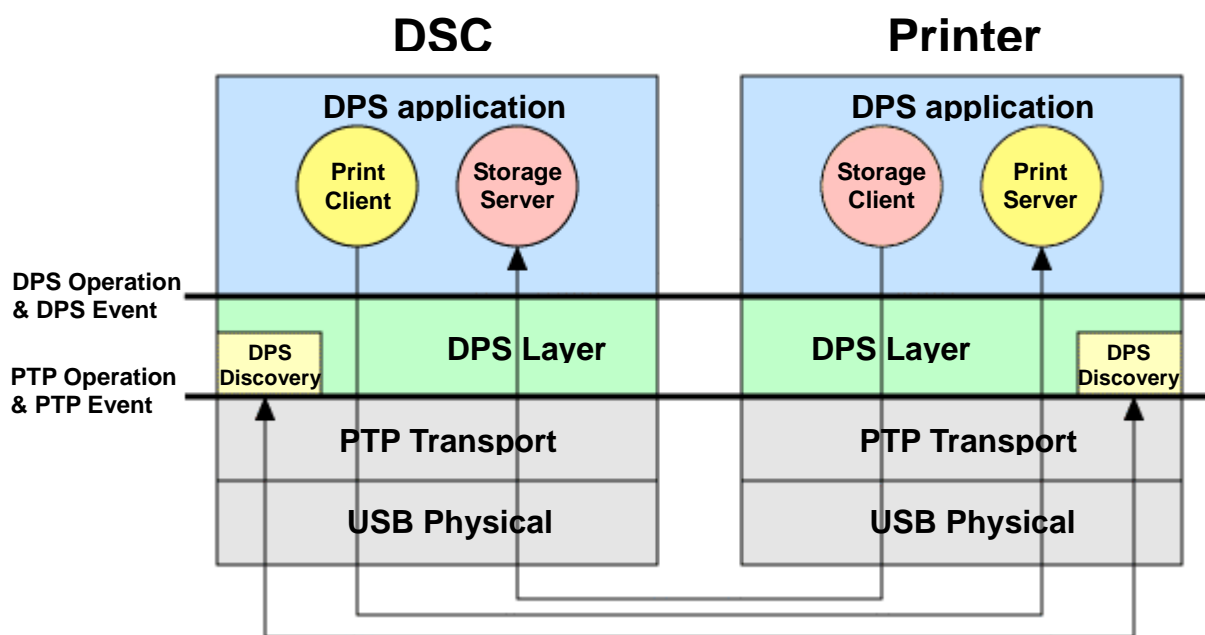 DSC
Printer
DPS application
DPS application
Print
Client
Storage
Server
Storage
Client
Print
Server
DPS Operation
& DPS Event
DPS Layer
DPS Layer
DPS
Discovery
DPS
Discovery
PTP Operation
& PTP Event
PTP Transport
PTP Transport
USB Physical
USB Physical